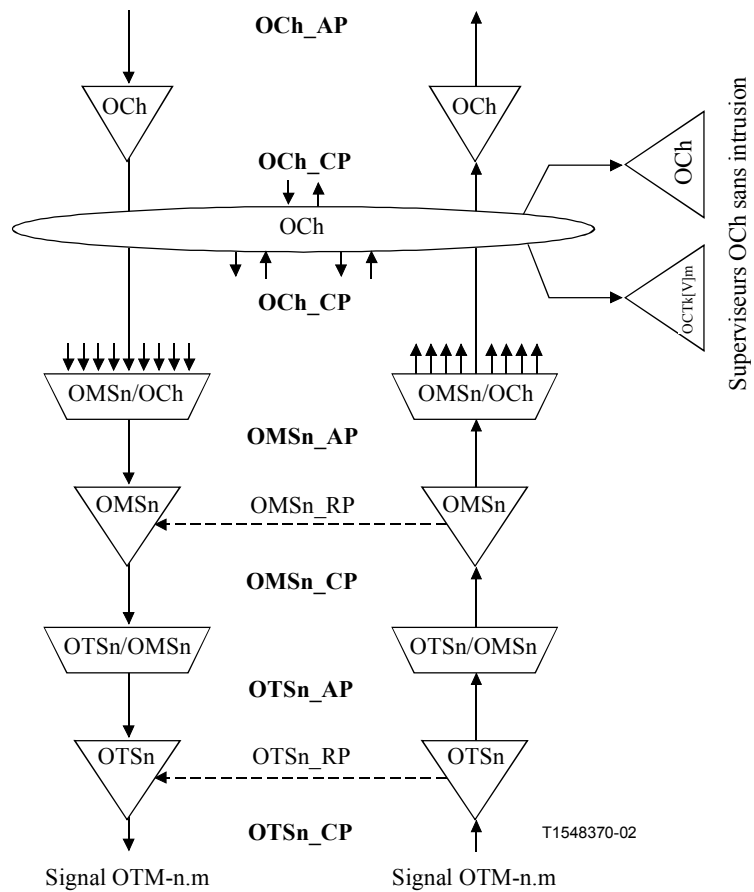 OCh_AP
OCh
OCh
OCh_CP
OCh
OCh_CP
OCh
OCTk[V]m
Superviseurs OCh sans intrusion
OMSn/OCh
OMSn/OCh
OMSn_AP
OMSn
OMSn_RP
OMSn
OMSn_CP
OTSn/OMSn
OTSn/OMSn
OTSn_AP
OTSn
OTSn_RP
OTSn
OTSn_CP
T1548370-02
Signal OTM-n.m
Signal OTM-n.m